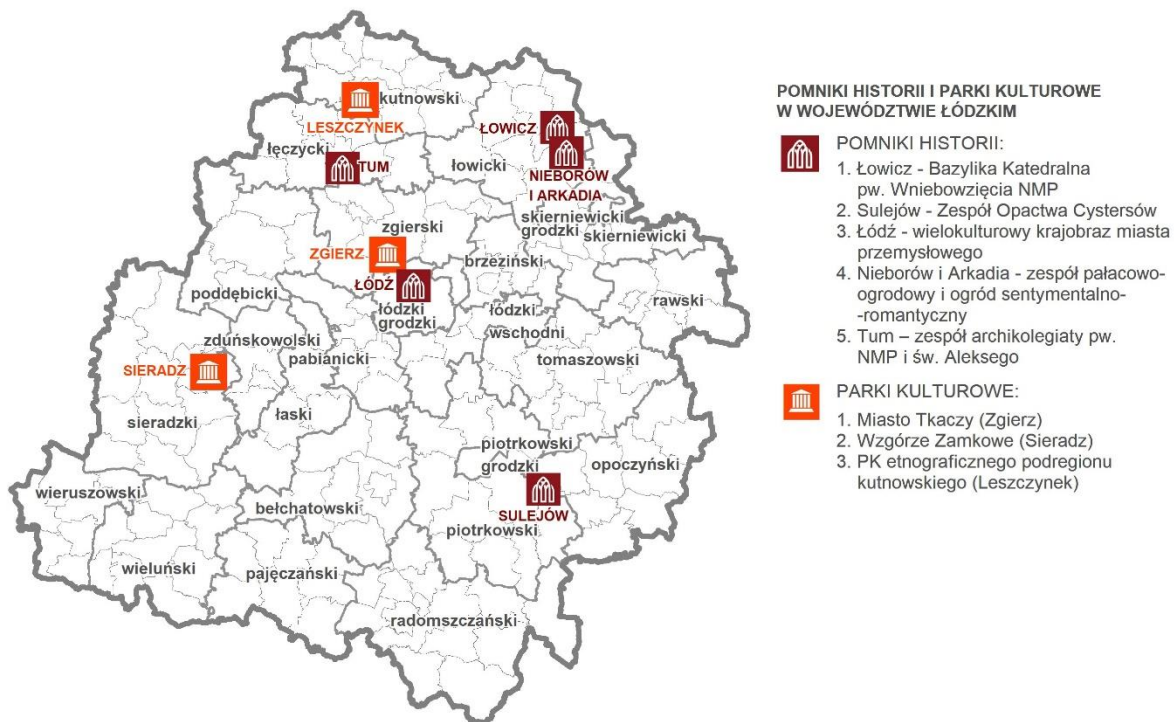 kutnowski
LESZCZYNEK
łęczycki
TUM
ŁOWICZ
łowicki
NIEBORÓW
I ARKADIA
skierniewicki
grodzki
skierniewicki
zgierski
ZGIERZ
brzeziński
ŁÓDŹ
poddębicki
łódzki
grodzki
łódzki
wschodni
rawski
zduńskowolski
pabianicki
tomaszowski
SIERADZ
sieradzki
łaski
piotrkowski
grodzki
opoczyński
wieruszowski
bełchatowski
SULEJÓW
piotrkowski
wieluński
pajęczański
radomszczański
POMNIKI HISTORII I PARKI KULTUROWE
W WOJEWÓDZTWIE ŁÓDZKIM
POMNIKI HISTORII:
1. Łowicz - Bazylika Katedralna
pw. Wniebowzięcia NMP
2. Sulejów - Zespół Opactwa Cystersów
3. Łódź - wielokulturowy krajobraz miasta
przemysłowego
4. Nieborów i Arkadia - zespół pałacowo-
ogrodowy i ogród sentymentalno-
-romantyczny
5. Tum – zespół archikolegiaty pw.
NMP i św. Aleksego
PARKI KULTUROWE:
1. Miasto Tkaczy (Zgierz)
2. Wzgórze Zamkowe (Sieradz)
3. PK etnograficznego podregionu
kutnowskiego (Leszczynek)